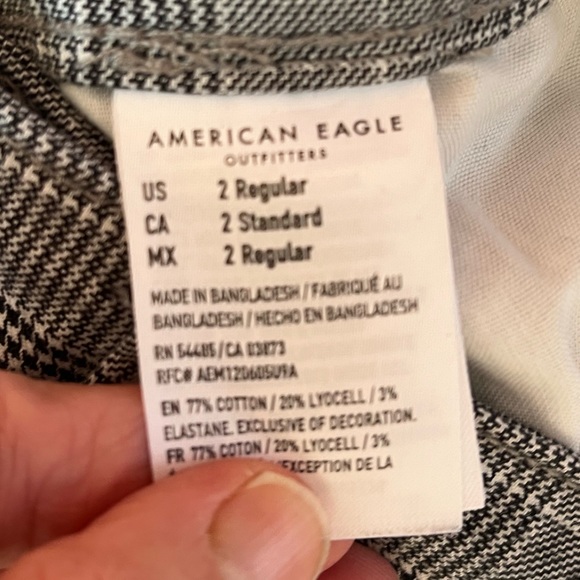 AMERICAN EAGLE
OUTFITTERS
US 2 Regular
CA 2 Standard
MX 2 Regular
MADE IN BANGLADESH / FABRIQUÉ AU
BANGLADESH / HECHO EN BANGLADESH
RN 54485/CA 03873
RFC# AEM120605U9A
EN 77% COTTON / 20% LYOCELL / 3%
ELASTANE. EXCLUSIVE OF DECORATION.
FR 77% COTON / 20% LYOCELL / 3%
EXCEPTION DE LA